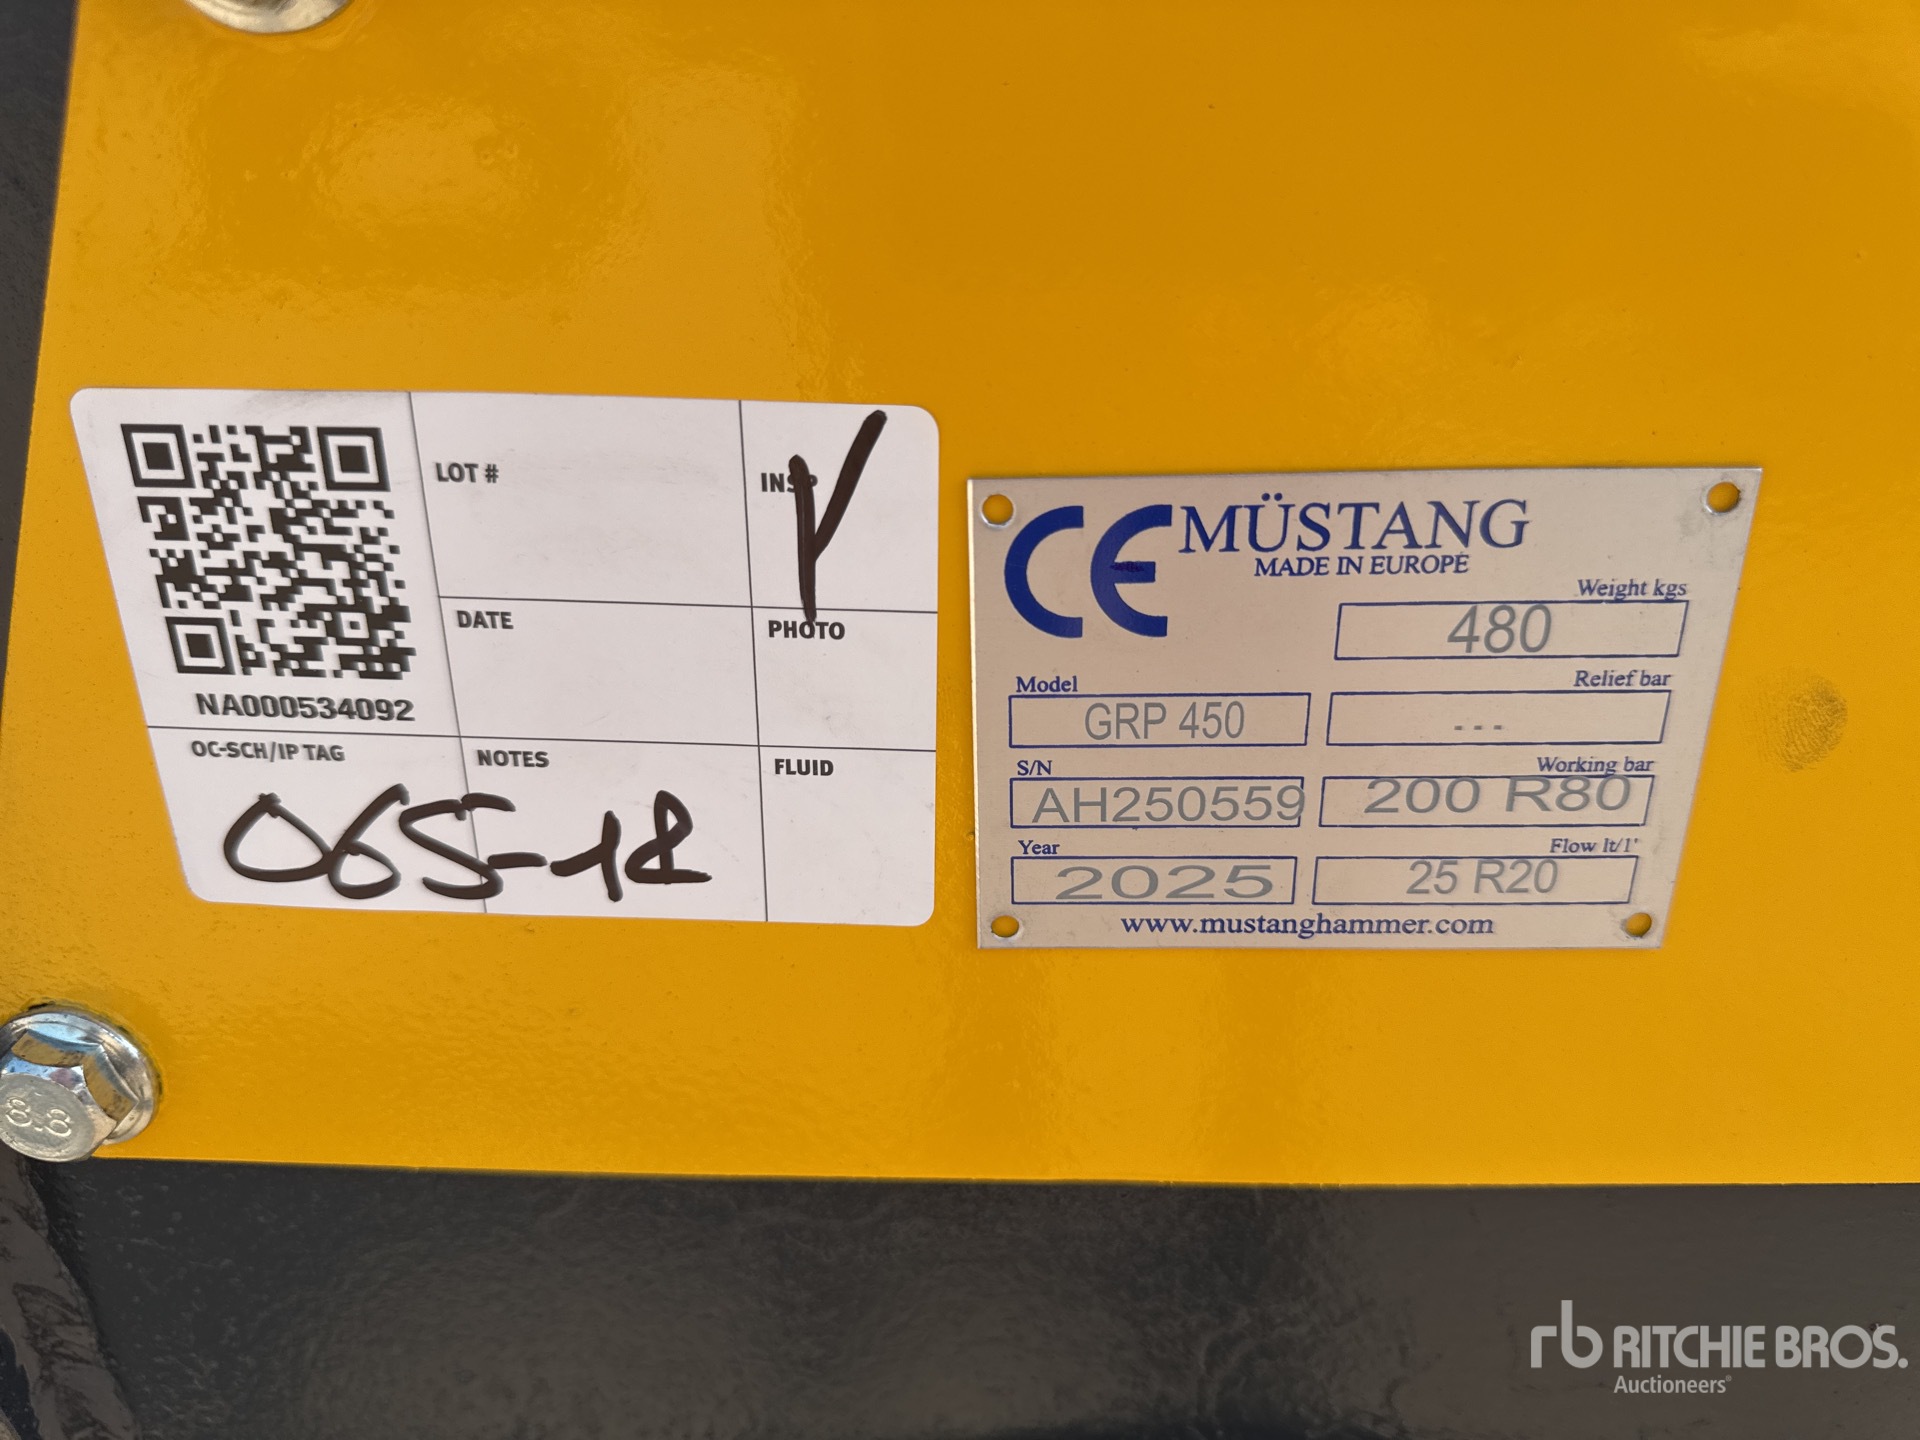 LOT #
INSP
DATE
PHOTO
NA000534092
OC-SCH/IP TAG
NOTES
FLUID
065-18
CE MÜSTANG
MADE IN EUROPE
Weight kgs
480
Model
Relief bar
GRP 450
---
S/N
Working bar
AH250559
200 R80
Year
Flow lt/1'
2025
25 R20
www.mustanghammer.com
8.8
rb RITCHIE BROS.
Auctioneers